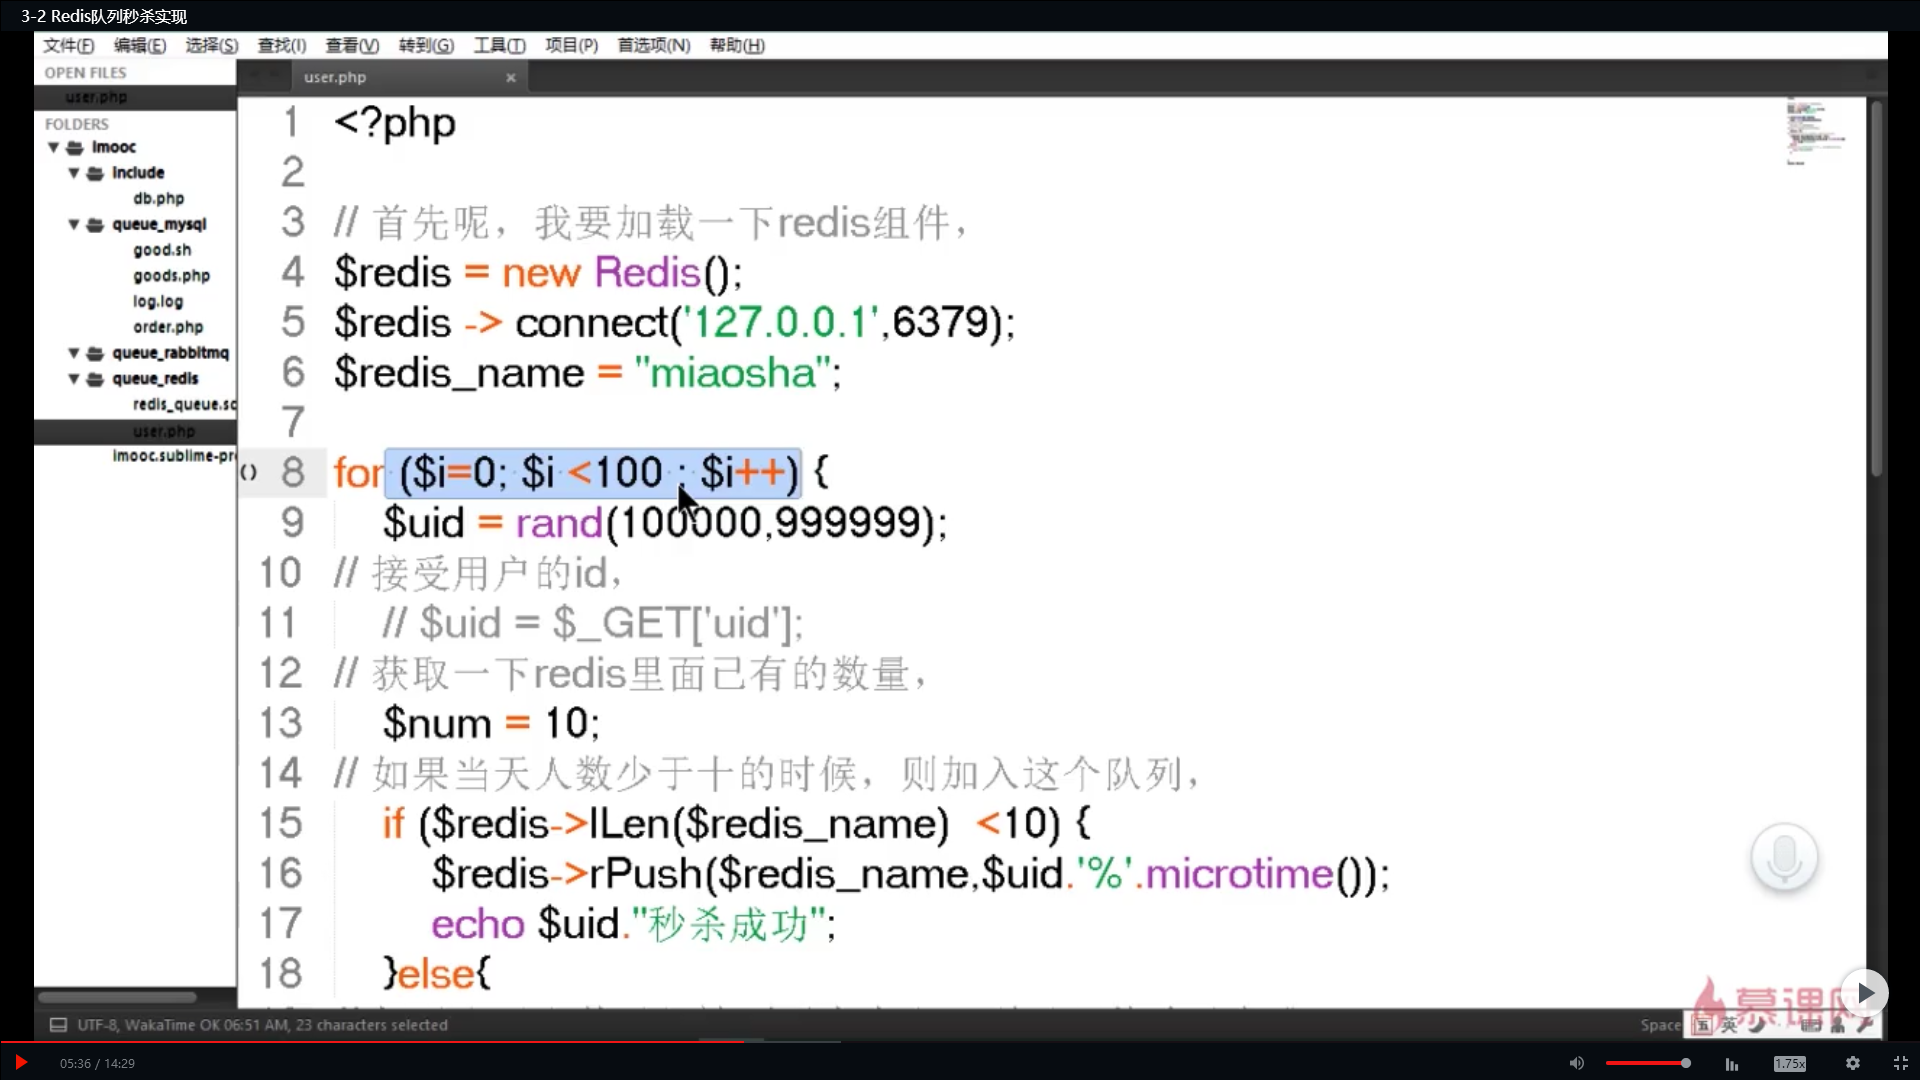 3-2 Redis队列秒杀实现
文件(F) 编辑(E) 选择(S) 查找(I) 查看(V) 转到(G) 工具(T) 项目(P) 首选项(N) 帮助(H)
OPEN FILES
user.php
FOLDERS
imooc
include
db.php
queue_mysql
good.sh
goods.php
log.log
order.php
queue_rabbitmq
queue_redis
redis_queue.sc
user.php
imooc.sublime-pr
user.php
1 <?php
2
3 // 首先呢，我要加载一下redis组件，
4 $redis = new Redis();
5 $redis -> connect('127.0.0.1',6379);
6 $redis_name = "miaosha";
7
8 for ($i=0; $i <100 ; $i++) {
9 $uid = rand(100000,999999);
10 // 接受用户的id，
11 // $uid = $_GET['uid'];
12 // 获取一下redis里面已有的数量，
13 $num = 10;
14 // 如果当天人数少于十的时候，则加入这个队列，
15 if ($redis->lLen($redis_name) <10) {
16 $redis->rPush($redis_name,$uid.'%'.microtime());
17 echo $uid."秒杀成功";
18 }else{
慕课网
UTF-8, WakaTime OK 06:51 AM, 23 characters selected
Space
五 英
05:36 / 14:29
1.75x